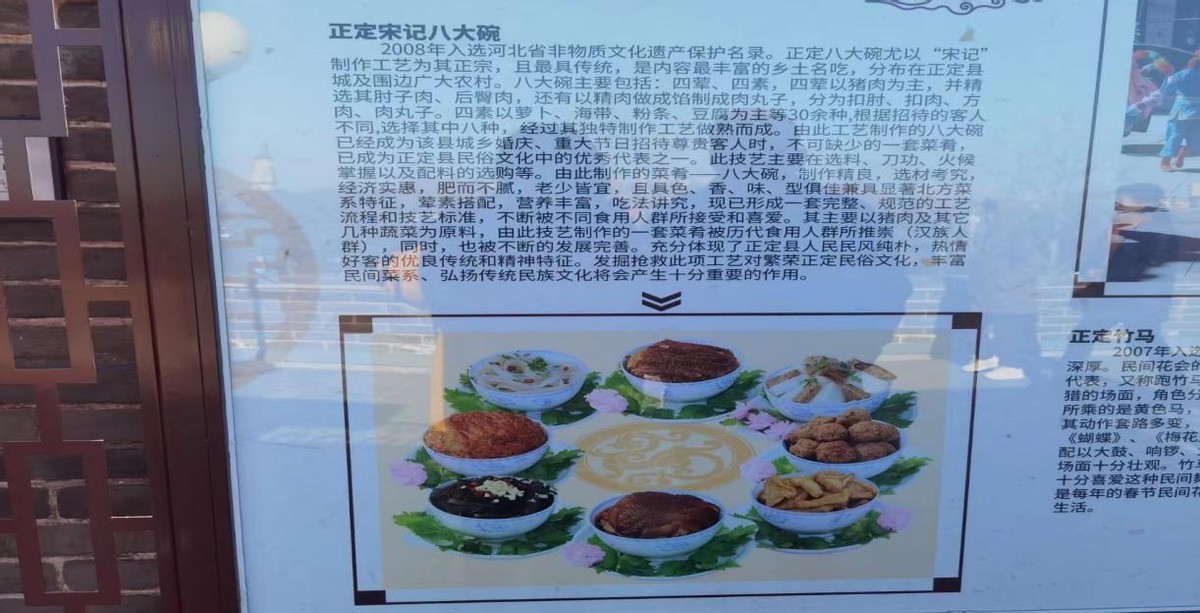 正定宋记八大碗
2008年入选河北省非物质文化遗产保护名录。正定八大碗尤以“宋记”
制作工艺为其正宗，且最具传统，是内容最丰富的乡土名吃，分布在正定县
城及围边广大农村。八大碗主要包括：四荤、四素，四荤以猪肉为主，并精
选其肘子肉、后臀肉，还有以精肉做成馅制成肉丸子，分为扣肘、扣肉、方
肉、肉丸子。四素以萝卜、海带、粉条、豆腐为主等30余种,根据招待的客人
不同,选择其中八种，经过其独特制作工艺做熟而成。由此工艺制作的八大碗
已经成为该县城乡婚庆、重大节日招待尊贵客人时，不可缺少的一套菜肴，
已成为正定县民俗文化中的优秀代表之一。此技艺主要在选料、刀功、火候
掌握以及配料的选购等。由此制作的菜肴——八大碗，制作精良，选材考究，
经济实惠，肥而不腻，老少皆宜，且具色、香、味、型俱佳兼具显著北方菜
系特征，荤素搭配，营养丰富，吃法讲究，现已形成一套完整、规范的工艺
流程和技艺标准，不断被不同食用人群所接受和喜爱。其主要以猪肉及其它
几种蔬菜为原料，由此技艺制作的一套菜肴被历代食用人群所推崇（汉族人
群），同时，也被不断的发展完善。充分体现了正定县人民民风纯朴，热情
好客的优良传统和精神特征。发掘抢救此项工艺对繁荣正定民俗文化，丰富
民间菜系、弘扬传统民族文化将会产生十分重要的作用。
正定竹马
2007年入选
深厚。民间花会的
代表，又称跑竹马
猎的场面，角色分
所乘的是黄色马，
其动作套路多变，
《蝴蝶》、《梅花
配以大鼓、响锣、
场面十分壮观。竹马
十分喜爱这种民间舞
是每年的春节民间花
生活。